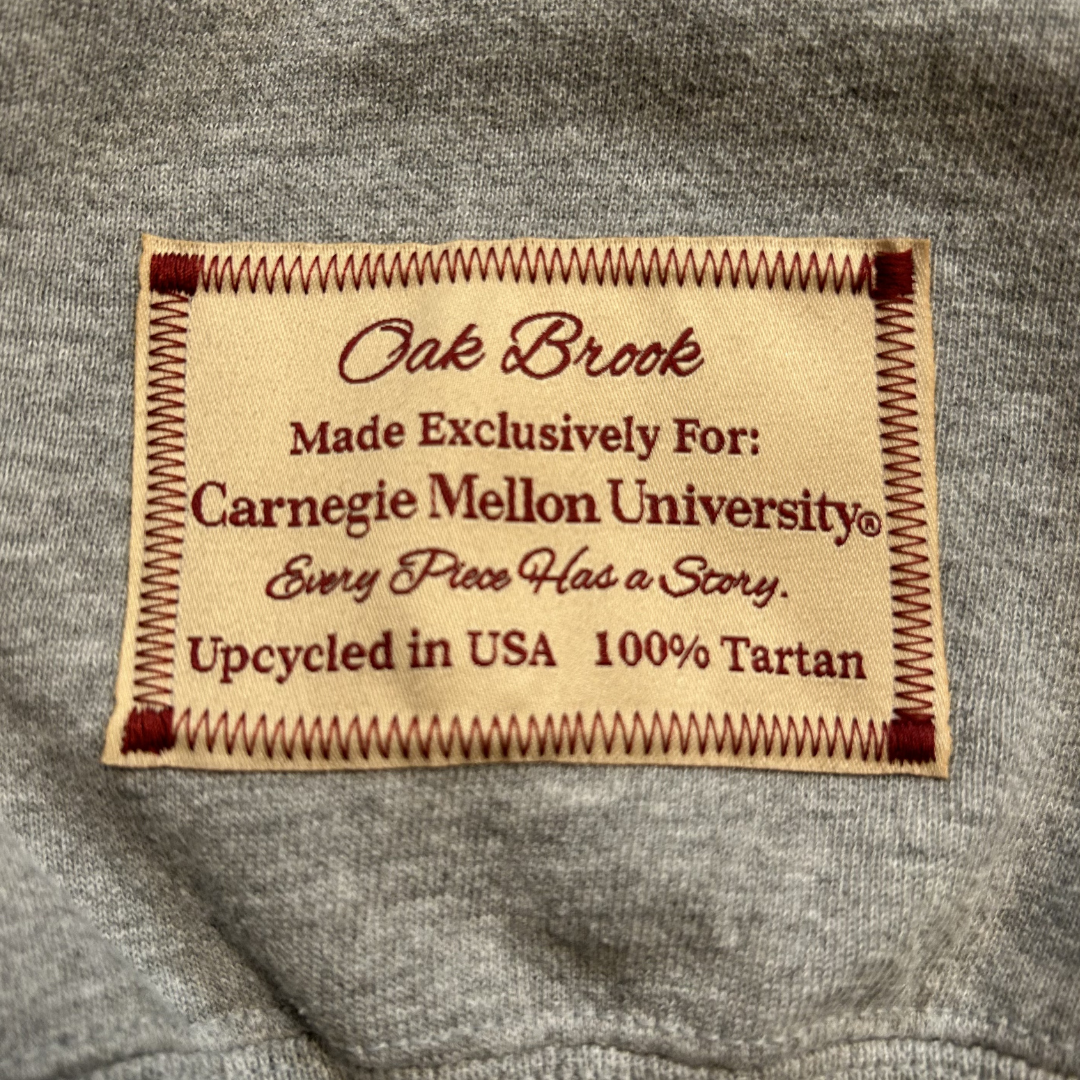 Oak Brook
Made Exclusively For:
Carnegie Mellon University®
Every Piece Has a Story.
Upcycled in USA 100% Tartan